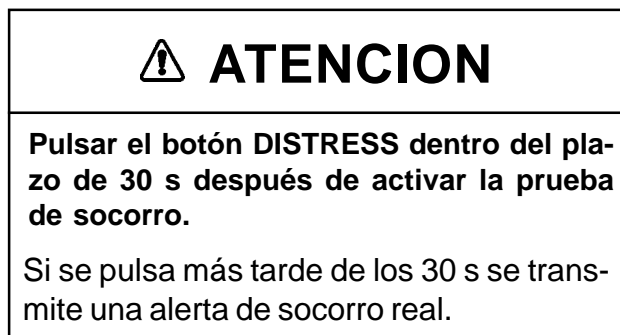 ATENCION
Pulsar el botón DISTRESS dentro del pla-
zo de 30 s después de activar la prueba
de socorro.
Si se pulsa más tarde de los 30 s se trans-
mite una alerta de socorro real.